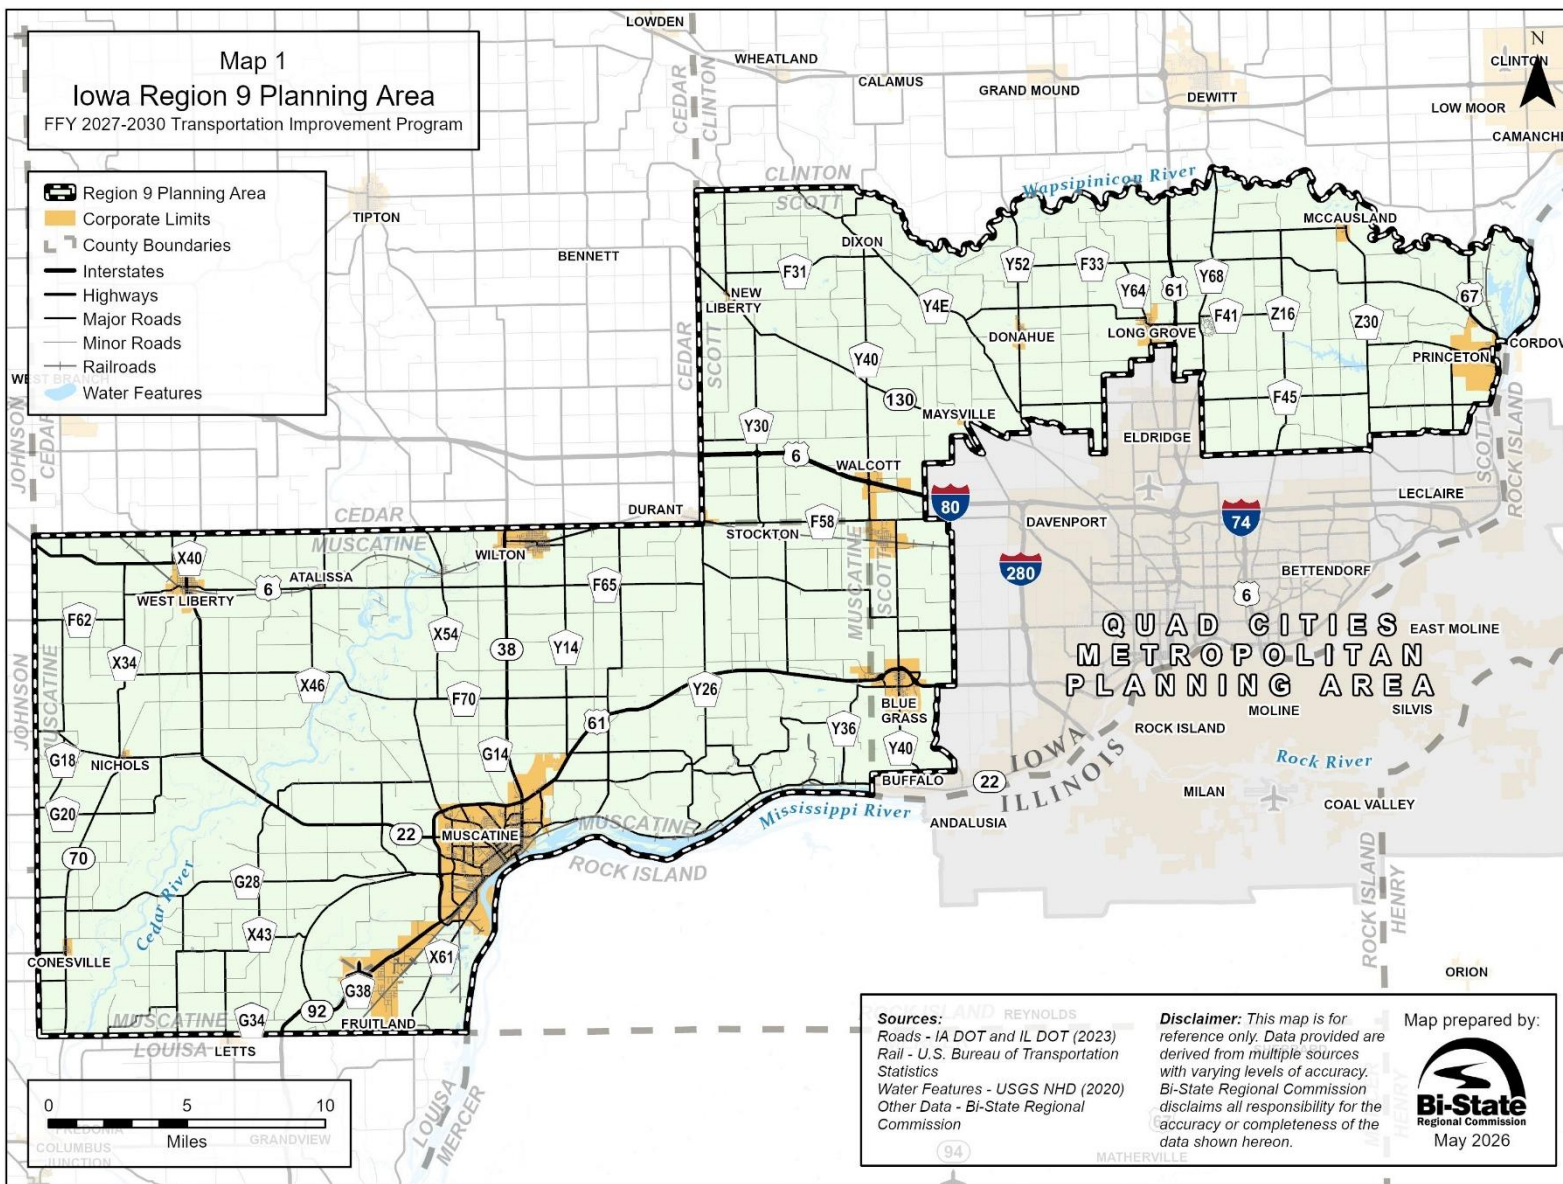 Map 1
Iowa Region 9 Planning Area
FFY 2027-2030 Transportation Improvement Program
Region 9 Planning Area
Corporate Limits
County Boundaries
Interstates
Highways
Major Roads
Minor Roads
Railroads
Water Features
N
LOWDEN
WHEATLAND
CALAMUS
GRAND MOUND
DEWITT
CLINTON
LOW MOOR
CAMANCHE
CEDAR
CLINTON
CLINTON
SCOTT
Wapsipinicon River
TIPTON
BENNETT
DIXON
MCCAUSLAND
NEW
LIBERTY
F31
Y4E
Y52
F33
Y64
61
Y68
F41
Z16
Z30
67
DONAHUE
LONG GROVE
PRINCETON
CORDOV
WEST BRANCH
JOHNSON
CEDAR
CEDAR
SCOTT
Y40
130
MAYSVILLE
F45
ELDRIDGE
Y30
6
WALCOTT
SCOTT
ROCK ISLAND
LECLAIRE
80
DAVENPORT
74
DURANT
STOCKTON
F58
CEDAR
MUSCATINE
WILTON
280
BETTENDORF
6
X40
ATALISSA
6
WEST LIBERTY
F65
MUSCATINE
SCOTT
QUAD CITIES
METROPOLITAN
PLANNING AREA
EAST MOLINE
F62
X34
X54
38
Y14
X46
F70
Y26
JOHNSON
MUSCATINE
61
BLUE
GRASS
Y36
Y40
MOLINE
SILVIS
ROCK ISLAND
G18
NICHOLS
G14
BUFFALO
IOWA
ILLINOIS
22
Rock River
MILAN
COAL VALLEY
G20
70
22
MUSCATINE
MUSCATINE
ROCK ISLAND
Mississippi River
ANDALUSIA
ROCK ISLAND
HENRY
Cedar River
G28
X43
X61
CONESVILLE
G38
92
G34
FRUITLAND
MUSCATINE
LOUISA
LETTS
ORION
LOUISA
MERCER
0 5 10
Miles
FREDONIA
COLUMBUS
JUNCTION
GRANDVIEW
ROCK ISLAND
REYNOLDS
Sources:
Roads - IA DOT and IL DOT (2023)
Rail - U.S. Bureau of Transportation
Statistics
Water Features - USGS NHD (2020)
Other Data - Bi-State Regional
Commission
Disclaimer: This map is for
reference only. Data provided are
derived from multiple sources
with varying levels of accuracy.
Bi-State Regional Commission
disclaims all responsibility for the
accuracy or completeness of the
data shown hereon.
Map prepared by:
Bi-State
Regional Commission
May 2026
67
94
MATHERVILLE
HENRY